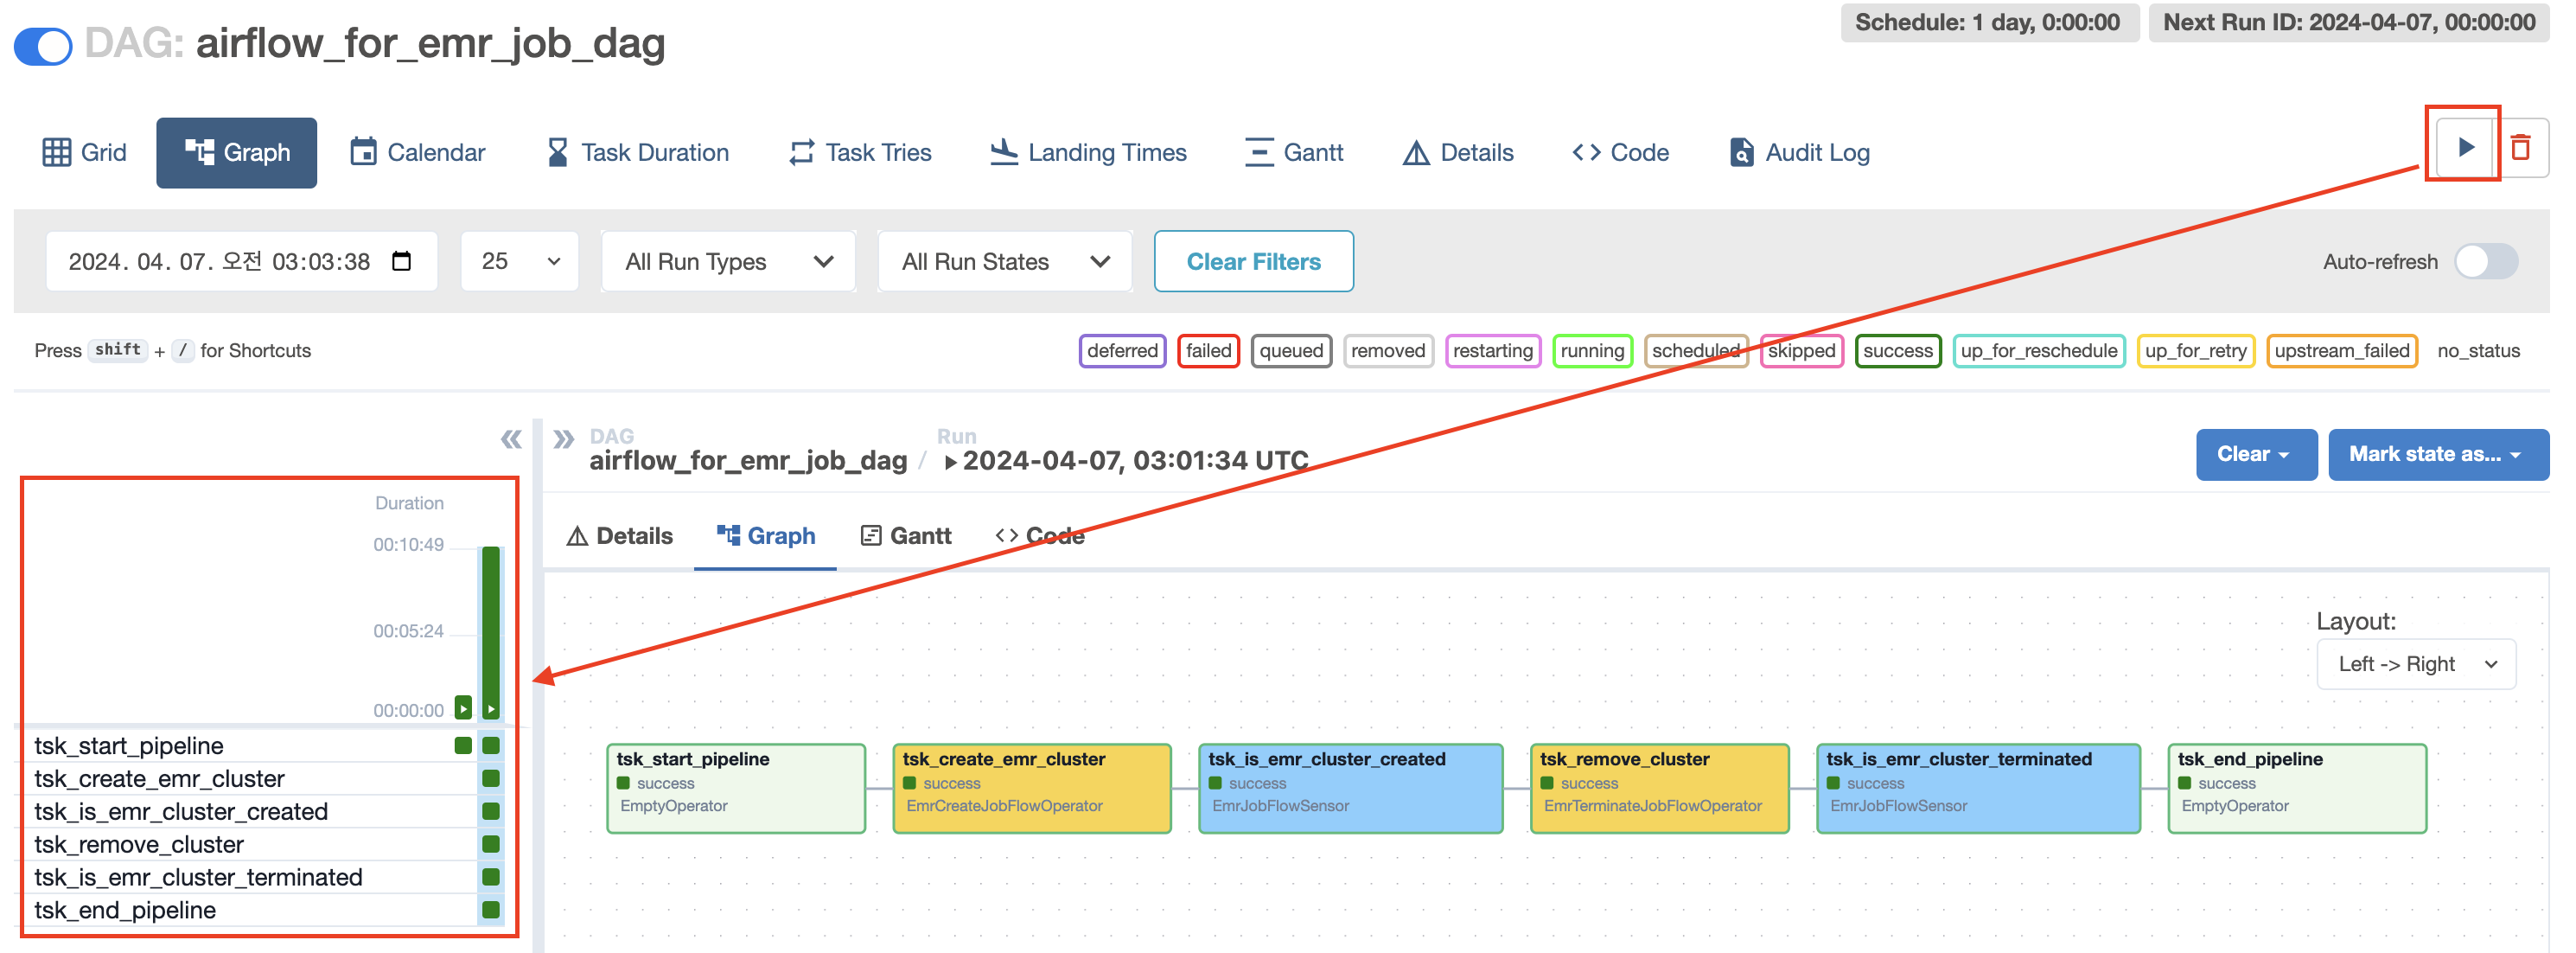 DAG: airflow_for_emr_job_dag
Schedule: 1 day, 0:00:00
Next Run ID: 2024-04-07, 00:00:00
Grid
Graph
Calendar
Task Duration
Task Tries
Landing Times
Gantt
Details
Code
Audit Log
2024. 04. 07. 오전 03:03:38
25
All Run Types
All Run States
Clear Filters
Auto-refresh
Press shift + / for Shortcuts
deferred
failed
queued
removed
restarting
running
scheduled
skipped
success
up_for_reschedule
up_for_retry
upstream_failed
no_status
DAG
airflow_for_emr_job_dag /
Run
2024-04-07, 03:01:34 UTC
Clear
Mark state as...
Details
Graph
Gantt
Code
Duration
00:10:49
00:05:24
00:00:00
tsk_start_pipeline
tsk_create_emr_cluster
tsk_is_emr_cluster_created
tsk_remove_cluster
tsk_is_emr_cluster_terminated
tsk_end_pipeline
Layout:
Left -> Right
tsk_start_pipeline
success
EmptyOperator
tsk_create_emr_cluster
success
EmrCreateJobFlowOperator
tsk_is_emr_cluster_created
success
EmrJobFlowSensor
tsk_remove_cluster
success
EmrTerminateJobFlowOperator
tsk_is_emr_cluster_terminated
success
EmrJobFlowSensor
tsk_end_pipeline
success
EmptyOperator